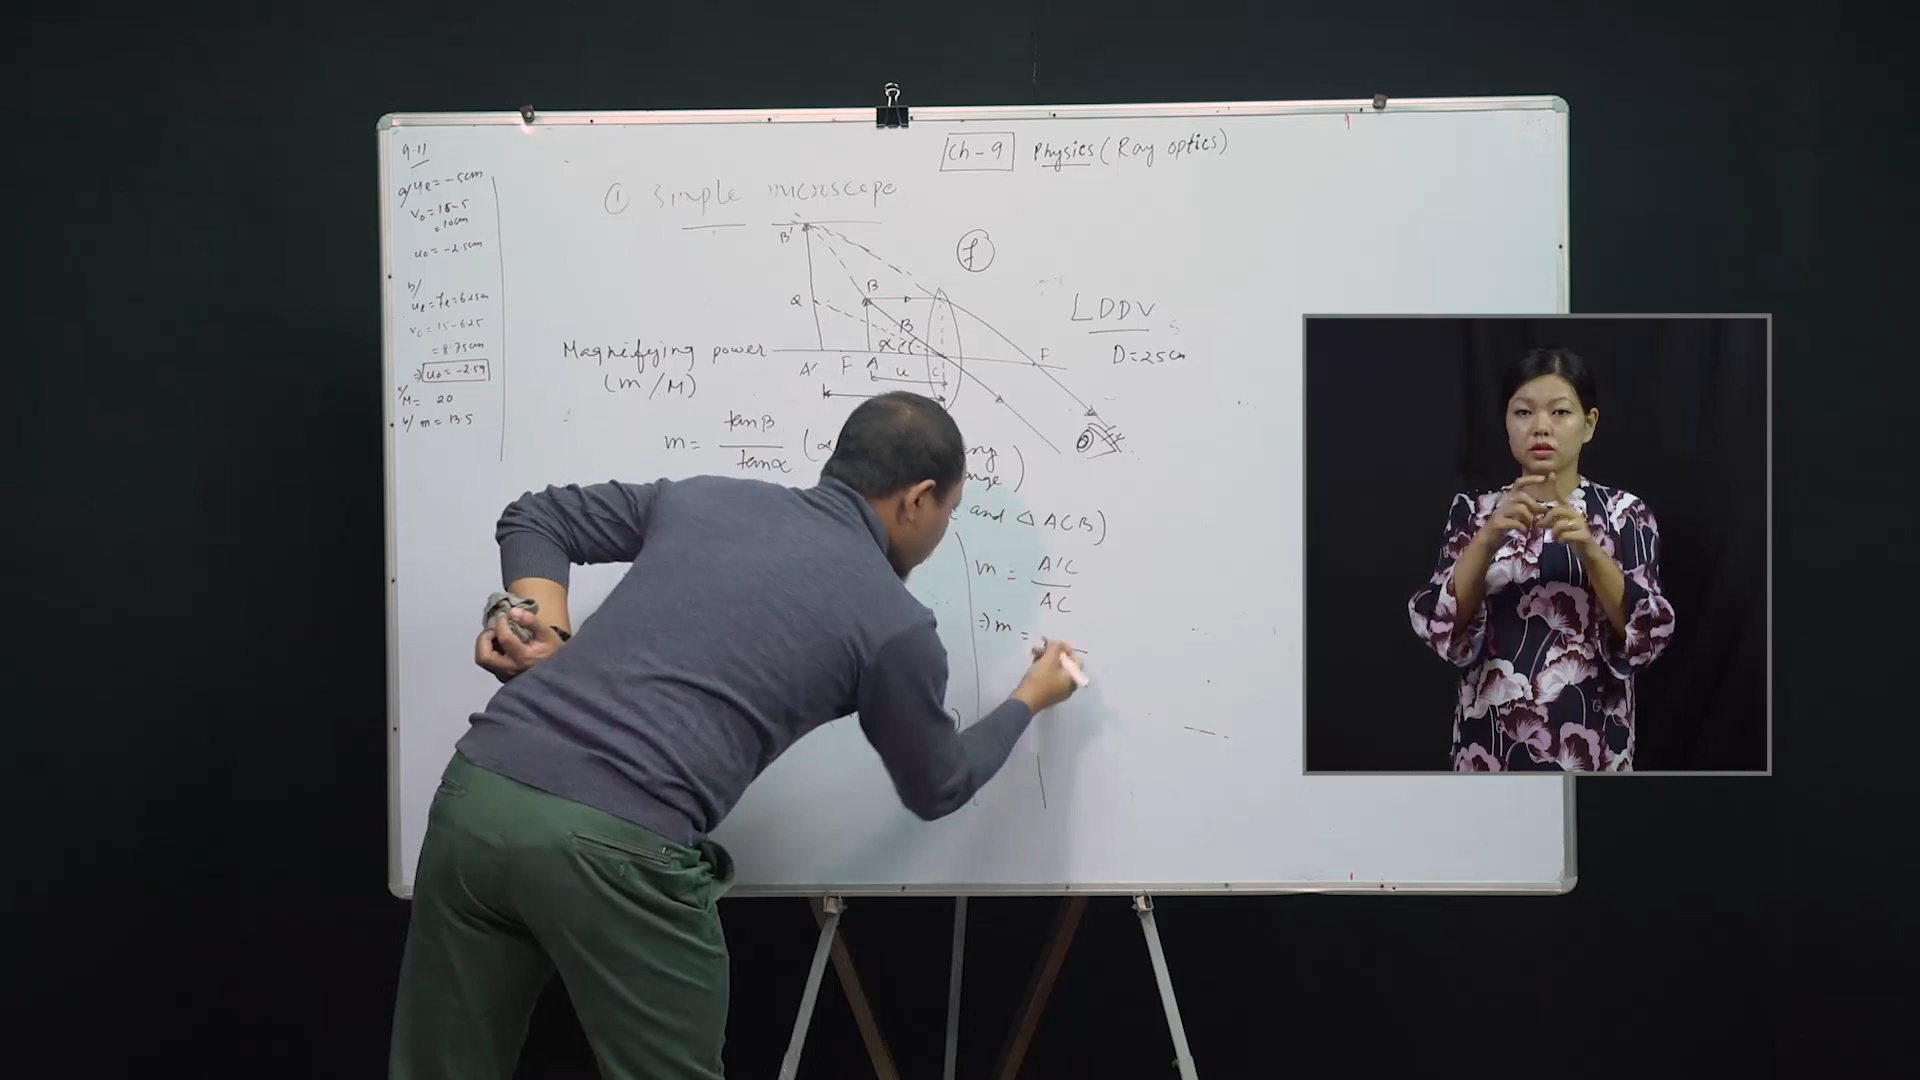 Ch-9 Physics (Ray optics)
① Simple microscope
9.11
a/ ue = -5cm
v0 = 15-5
= 10cm
u0 = -2.5cm
b/
ue = fe = 6.25cm
v0 = 15-6.25
= 8.75cm
⇒ u0 = -2.59
a/ M = 20
b/ m = 13.5
B'
f
B
Q
β
α
A' F A u C F
LDDV
D = 25cm
Magnifying power
(m/M)
m = tanβ / tanα (α
and △ACB)
m = A'C / AC
⇒ m =